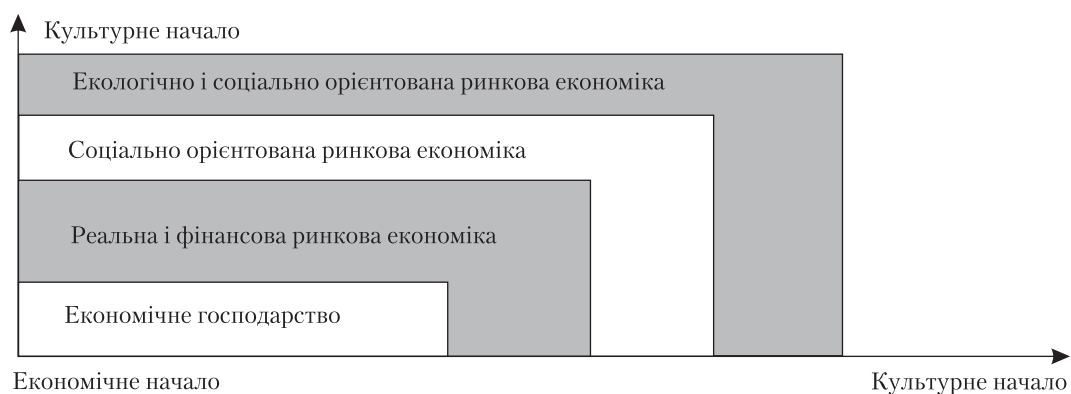 Культурне начало
Екологічно і соціально орієнтована ринкова економіка
Соціально орієнтована ринкова економіка
Реальна і фінансова ринкова економіка
Економічне господарство
Економічне начало
Культурне начало